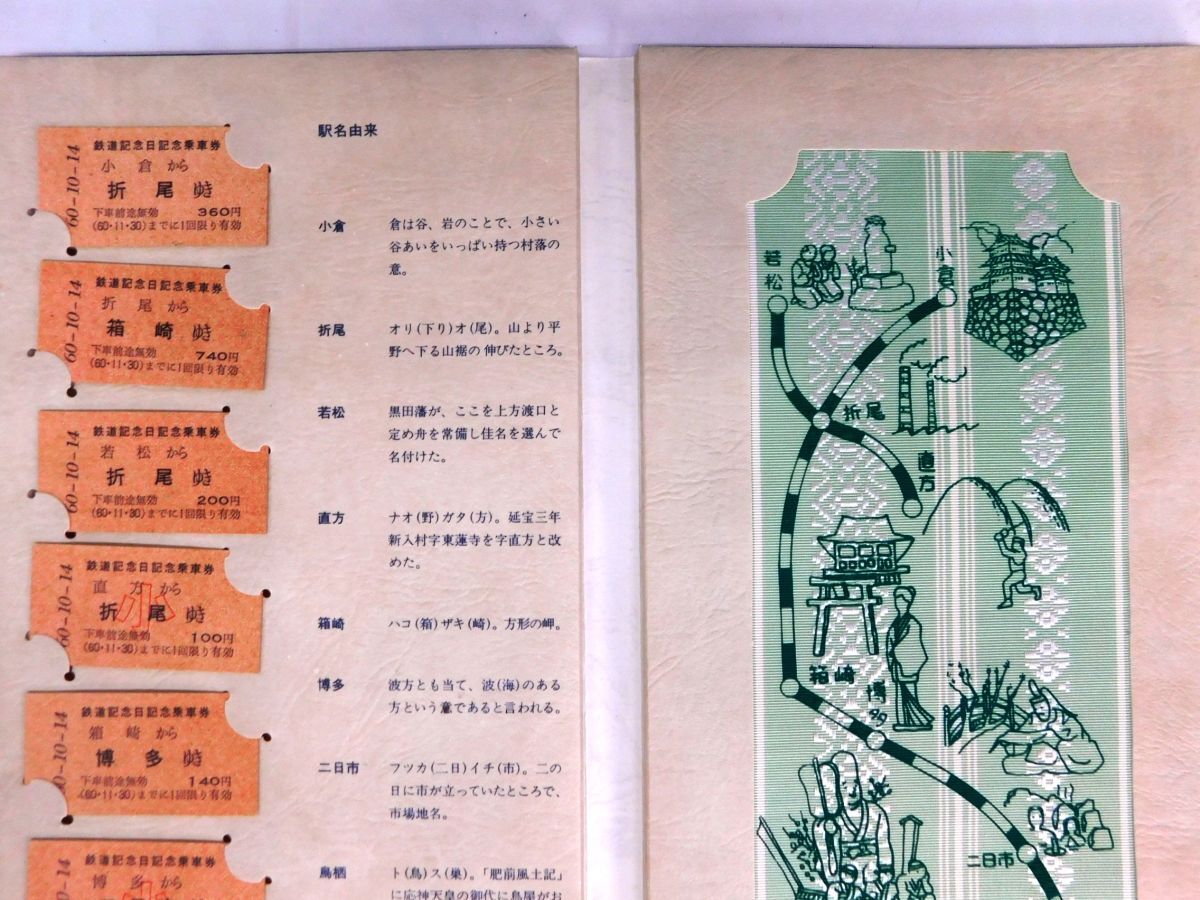 鉄道記念日記念乗車券
小倉から
折尾ゆき
下車前途無効 360円
(60・11・30)までに1回限り有効
60-10-14
鉄道記念日記念乗車券
折尾から
箱崎ゆき
下車前途無効 740円
(60・11・30)までに1回限り有効
60-10-14
鉄道記念日記念乗車券
若松から
折尾ゆき
下車前途無効 200円
(60・11・30)までに1回限り有効
60-10-14
鉄道記念日記念乗車券
直方から
折尾ゆき
小
下車前途無効 100円
(60・11・30)までに1回限り有効
60-10-14
鉄道記念日記念乗車券
箱崎から
博多ゆき
下車前途無効 140円
(60・11・30)までに1回限り有効
0-10-14
鉄道記念日記念乗車券
博多から
0-14
駅名由来
小倉 倉は谷、岩のことで、小さい
谷あいをいっぱい持つ村落の
意。
折尾 オリ(下り)オ(尾)。山より平
野へ下る山裾の伸びたところ。
若松 黒田藩が、ここを上方渡口と
定め舟を常備し佳名を選んで
名付けた。
直方 ナオ(野)ガタ(方)。延宝三年
新入村字東蓮寺を字直方と改
めた。
箱崎 ハコ(箱)ザキ(崎)。方形の岬。
博多 波方とも当て、波(海)のある
方という意であると言われる。
二日市 フツカ(二日)イチ(市)。二の
日に市が立っていたところで、
市場地名。
鳥栖 ト(鳥)ス(巣)。「肥前風土記」
に応神天皇の御代に鳥屋がお
若松
小倉
折尾
直方
箱崎
博多
二日市